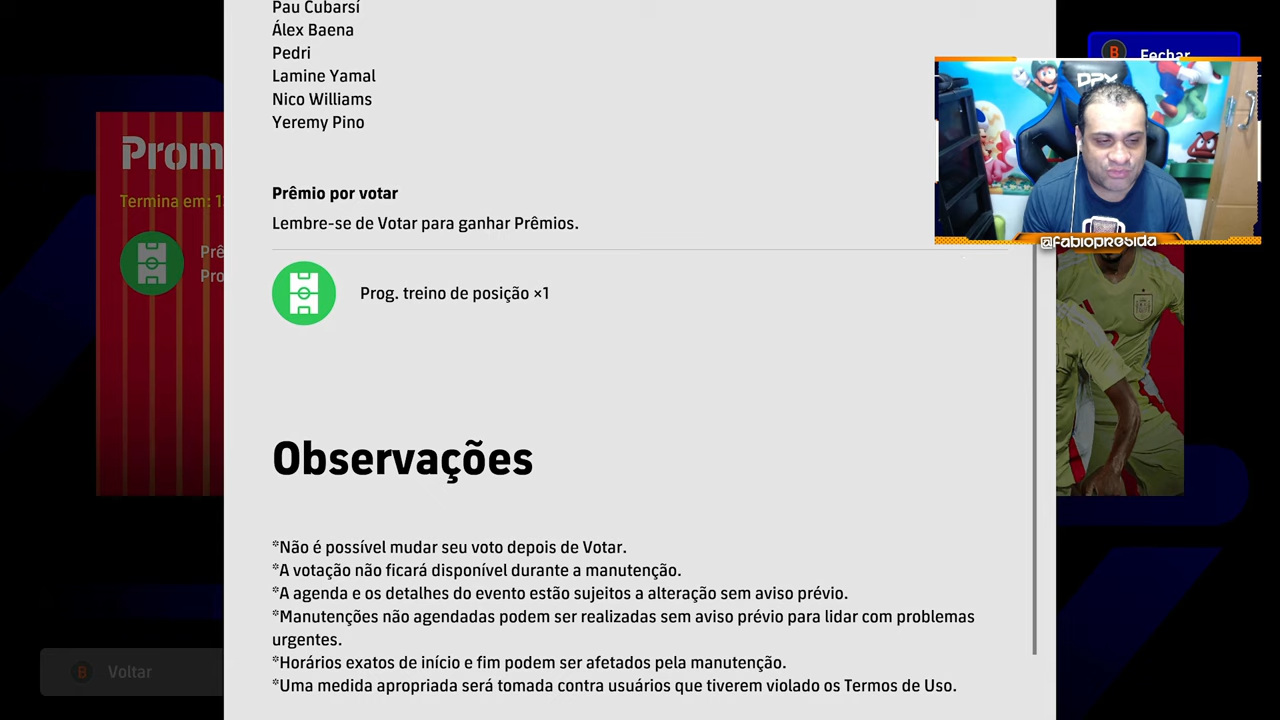 Pau Cubarsí
Álex Baena
Pedri
Lamine Yamal
Nico Williams
Yeremy Pino
B Fechar
DPX
@fabiopresida
Prom
Termina em: 1
Prê
Pro
Prêmio por votar
Lembre-se de Votar para ganhar Prêmios.
Prog. treino de posição ×1
Observações
*Não é possível mudar seu voto depois de Votar.
*A votação não ficará disponível durante a manutenção.
*A agenda e os detalhes do evento estão sujeitos a alteração sem aviso prévio.
*Manutenções não agendadas podem ser realizadas sem aviso prévio para lidar com problemas
urgentes.
*Horários exatos de início e fim podem ser afetados pela manutenção.
*Uma medida apropriada será tomada contra usuários que tiverem violado os Termos de Uso.
B Voltar